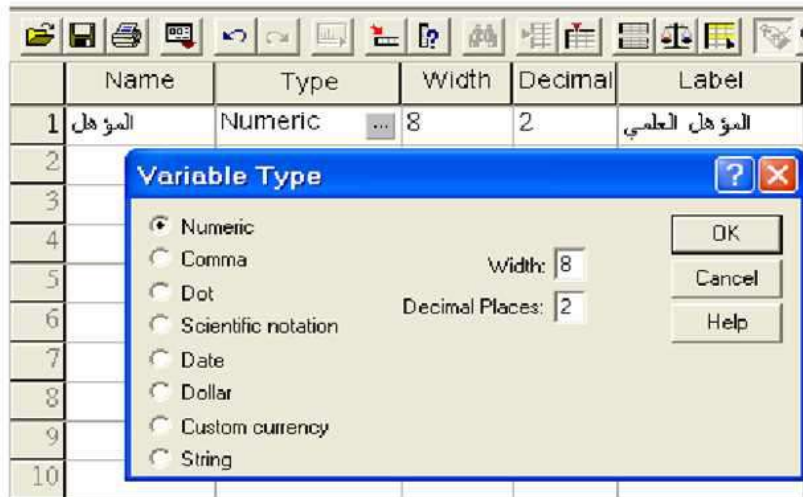 Name Type Width Decimal Label
1 المؤهل Numeric ... 8 2 المؤهل العلمي
2
Variable Type
3
Numeric OK
4
Comma Width: 8
Cancel
5
Dot
Decimal Places: 2
6
Scientific notation Help
7
Date
8
Dollar
9
Custom currency
String
10